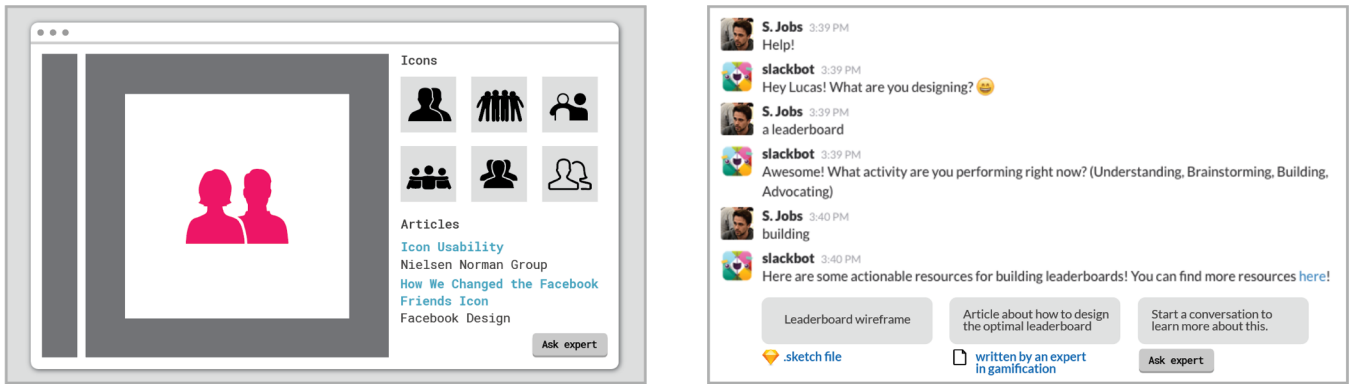 Icons
Articles
Icon Usability
Nielsen Norman Group
How We Changed the Facebook
Friends Icon
Facebook Design
Ask expert
S. Jobs 3:39 PM
Help!
slackbot 3:39 PM
Hey Lucas! What are you designing? 😀
S. Jobs 3:39 PM
a leaderboard
slackbot 3:39 PM
Awesome! What activity are you performing right now? (Understanding, Brainstorming, Building,
Advocating)
S. Jobs 3:40 PM
building
slackbot 3:40 PM
Here are some actionable resources for building leaderboards! You can find more resources here!
Leaderboard wireframe
.sketch file
Article about how to design
the optimal leaderboard
written by an expert
in gamification
Start a conversation to
learn more about this.
Ask expert